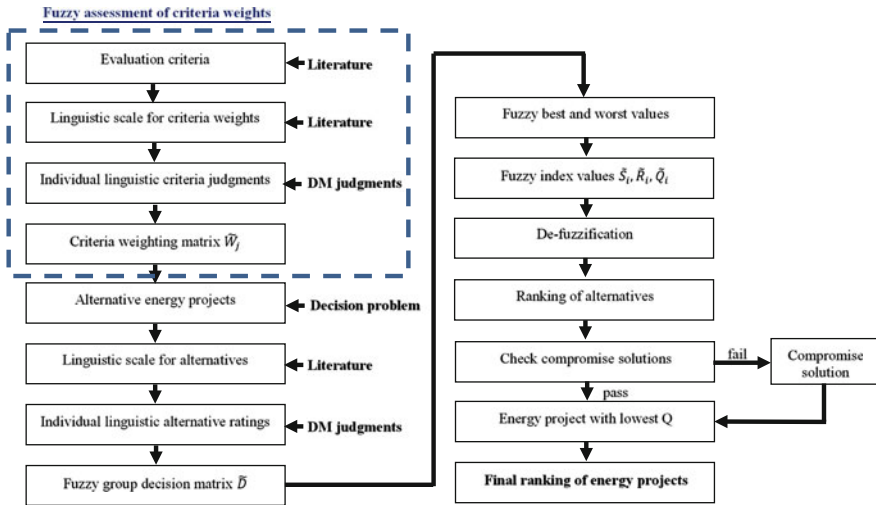 Fuzzy assessment of criteria weights
Evaluation criteria
Literature
Linguistic scale for criteria weights
Literature
Individual linguistic criteria judgments
DM judgments
Criteria weighting matrix W̃ⱼ
Alternative energy projects
Decision problem
Linguistic scale for alternatives
Literature
Individual linguistic alternative ratings
DM judgments
Fuzzy group decision matrix D̃
Fuzzy best and worst values
Fuzzy index values S̃ᵢ, R̃ᵢ, Q̃ᵢ
De-fuzzification
Ranking of alternatives
Check compromise solutions
fail
Compromise
solution
pass
Energy project with lowest Q
Final ranking of energy projects